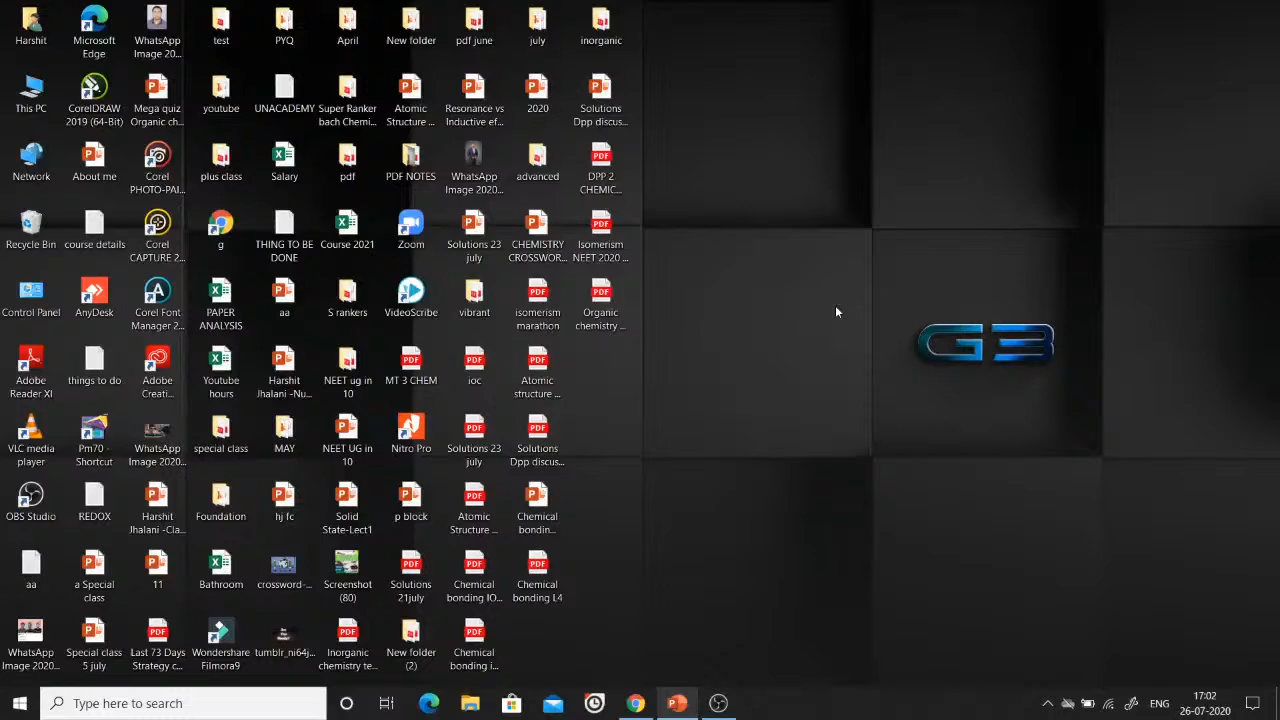 Harshit
Microsoft
Edge
WhatsApp
Image 20...
test
PYQ
April
New folder
pdf june
july
inorganic
This PC
CorelDRAW
2019 (64-Bit)
Mega quiz
Organic ch...
youtube
UNACADEMY
Super Ranker
bach Chemi...
Atomic
Structure ...
Resonance vs
Inductive ef...
2020
Solutions
Dpp discus...
Network
About me
Corel
PHOTO-PAI...
plus class
Salary
pdf
PDF NOTES
WhatsApp
Image 2020...
advanced
DPP 2
CHEMIC...
Recycle Bin
course details
Corel
CAPTURE 2...
g
THING TO BE
DONE
Course 2021
Zoom
Solutions 23
july
CHEMISTRY
CROSSWOR...
Isomerism
NEET 2020 ...
Control Panel
AnyDesk
Corel Font
Manager 2...
PAPER
ANALYSIS
aa
S rankers
VideoScribe
vibrant
isomerism
marathon
Organic
chemistry ...
Adobe
Reader XI
things to do
Adobe
Creati...
Youtube
hours
Harshit
Jhalani -Nu...
NEET ug in
10
MT 3 CHEM
ioc
Atomic
structure ...
VLC media
player
Pm70 -
Shortcut
WhatsApp
Image 2020...
special class
MAY
NEET UG in
10
Nitro Pro
Solutions 23
july
Solutions
Dpp discus...
OBS Studio
REDOX
Harshit
Jhalani -Cla...
Foundation
hj fc
Solid
State-Lect1
p block
Atomic
Structure ...
Chemical
bondin...
aa
a Special
class
11
Bathroom
crossword-...
Screenshot
(80)
Solutions
21july
Chemical
bonding IO...
Chemical
bonding L4
WhatsApp
Image 2020...
Special class
5 july
Last 73 Days
Strategy c...
Wondershare
Filmora9
tumblr_ni64j...
Inorganic
chemistry te...
New folder
(2)
Chemical
bonding i...
G3
Type here to search
ENG
17:02
26-07-2020